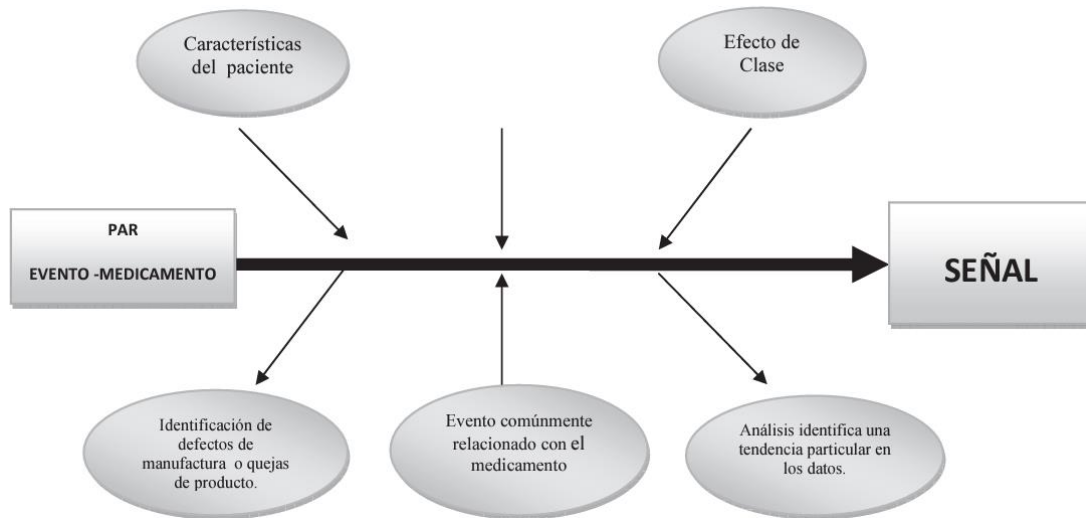 Características
del paciente
Efecto de
Clase
PAR
EVENTO -MEDICAMENTO
SEÑAL
Identificación de
defectos de
manufactura o quejas
de producto.
Evento comúnmente
relacionado con el
medicamento
Análisis identifica una
tendencia particular en
los datos.